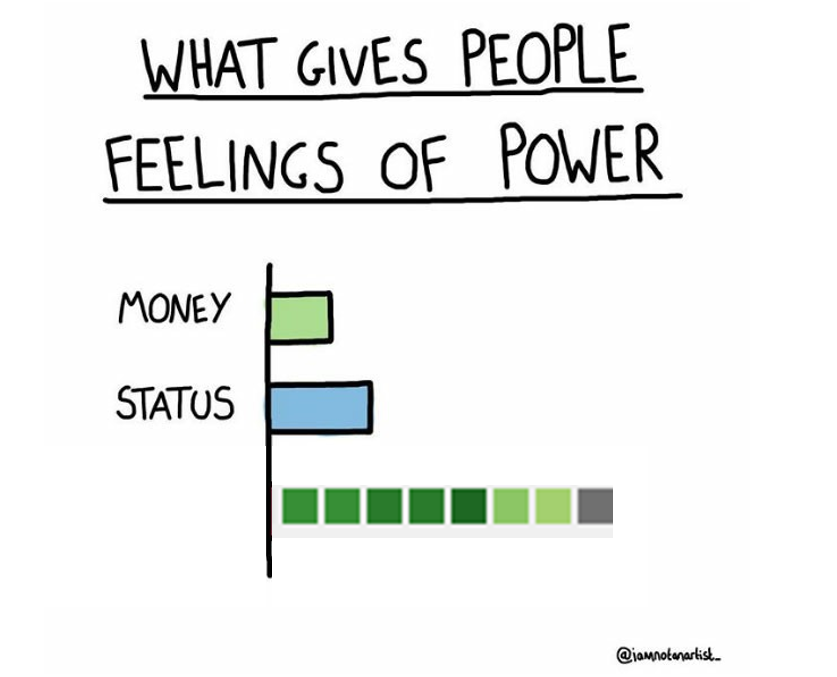 WHAT GIVES PEOPLE
FEELINGS OF POWER
MONEY
STATUS
@iamnotanartist_